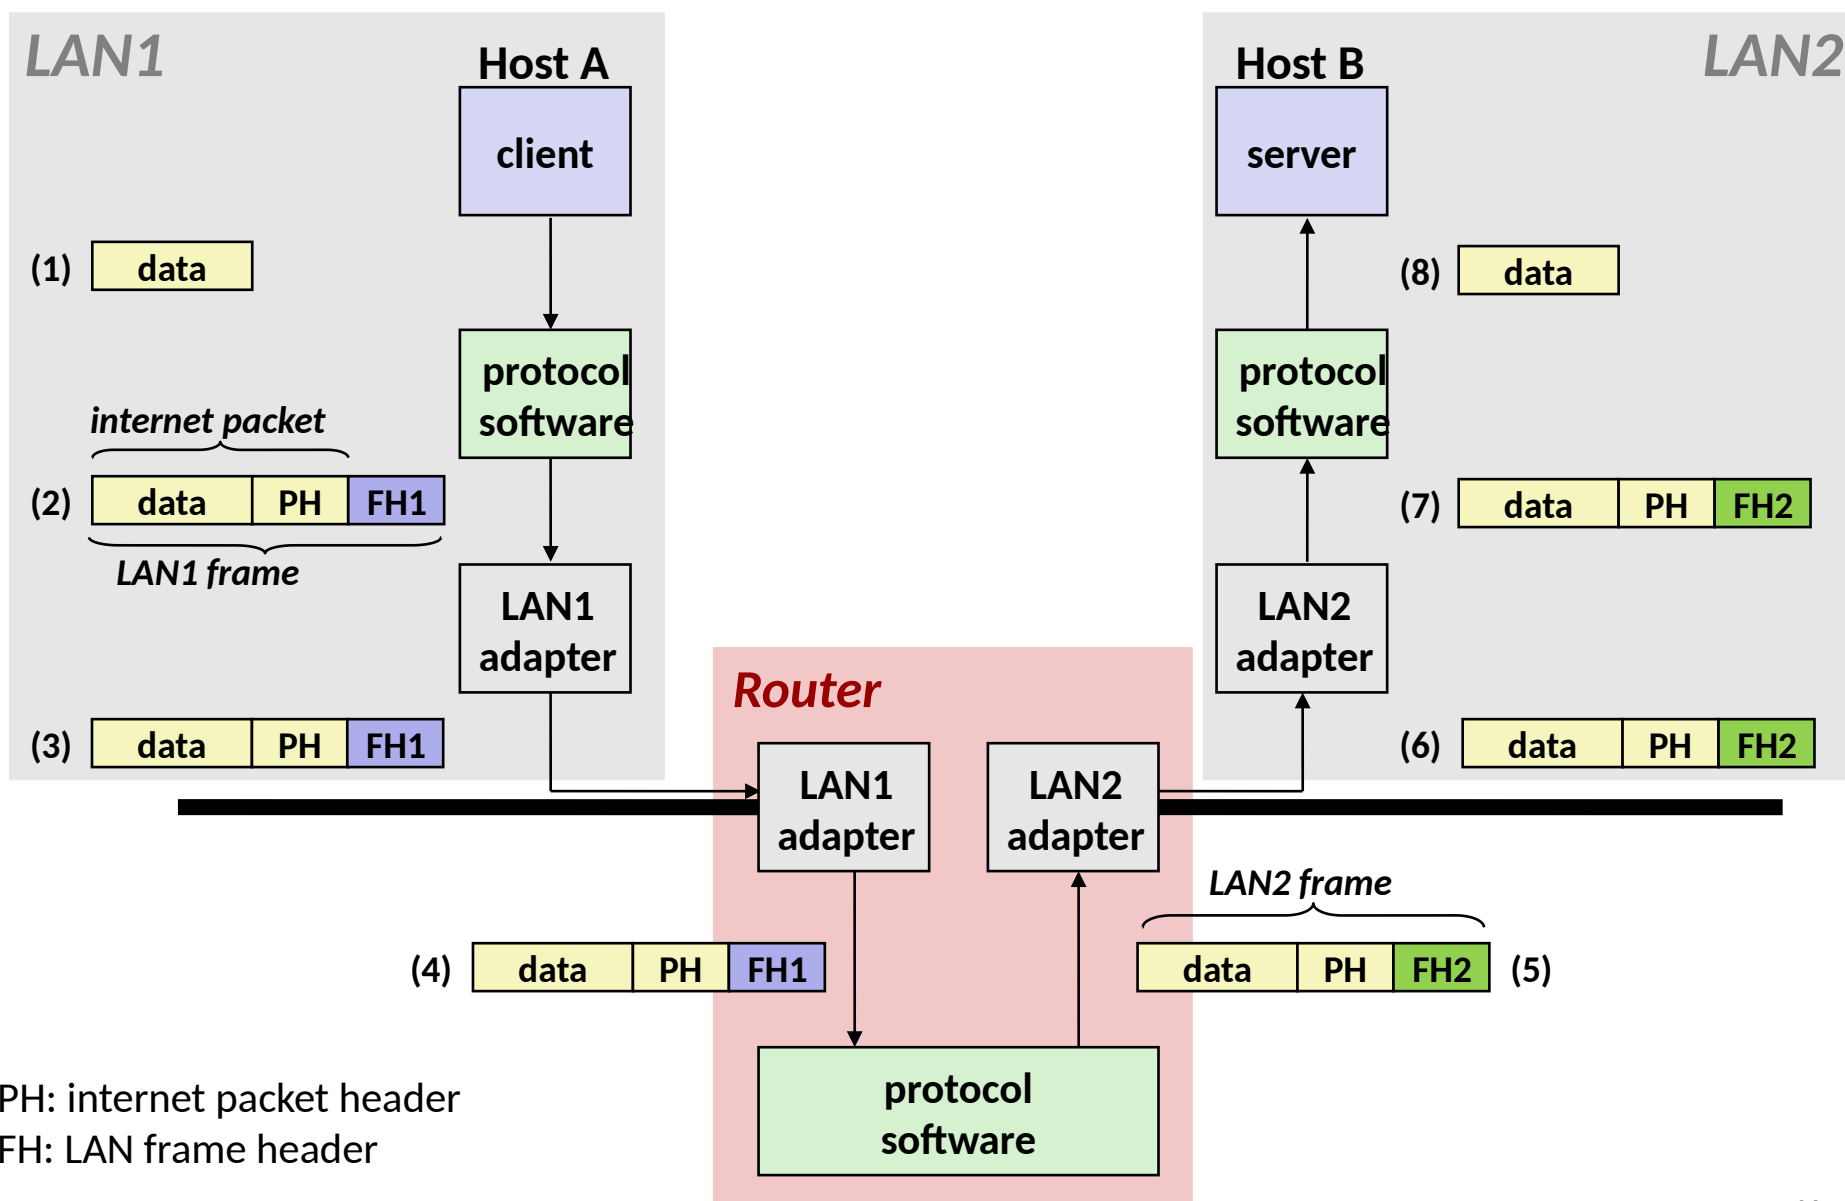 LAN1
Host A
Host B
LAN2
client
server
(1) data
(8) data
protocol
software
protocol
software
internet packet
(2) data PH FH1
(7) data PH FH2
LAN1 frame
LAN1
adapter
LAN2
adapter
Router
(3) data PH FH1
(6) data PH FH2
LAN1
adapter
LAN2
adapter
LAN2 frame
(4) data PH FH1
data PH FH2 (5)
protocol
software
PH: internet packet header
FH: LAN frame header